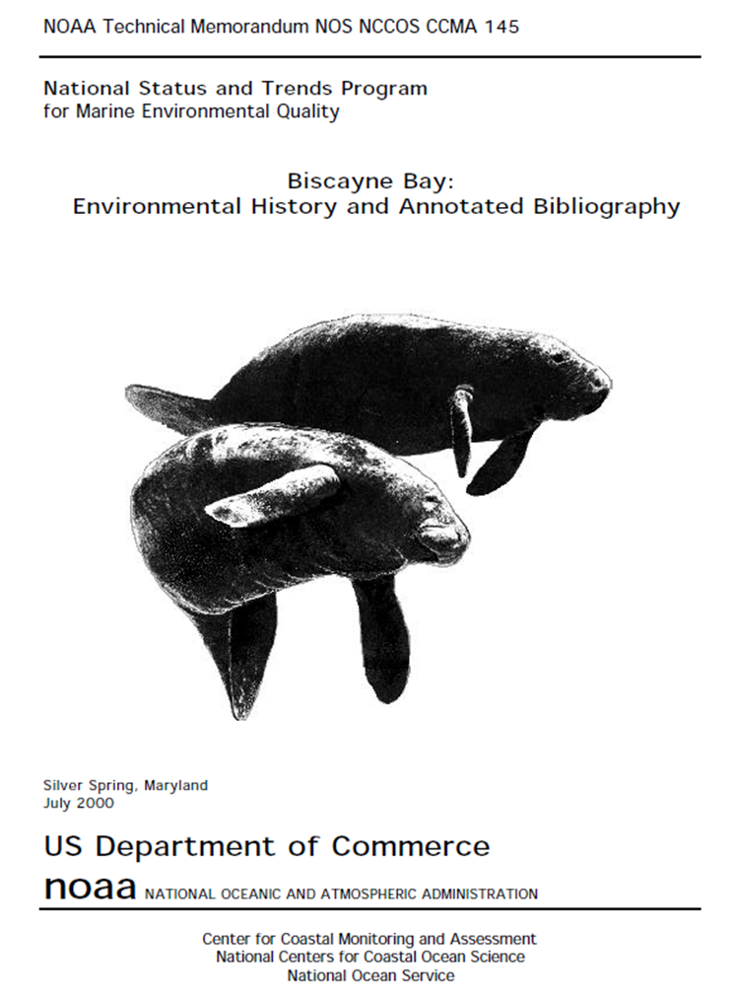 NOAA Technical Memorandum NOS NCCOS CCMA 145
National Status and Trends Program
for Marine Environmental Quality
Biscayne Bay:
Environmental History and Annotated Bibliography
Silver Spring, Maryland
July 2000
US Department of Commerce
noaa NATIONAL OCEANIC AND ATMOSPHERIC ADMINISTRATION
Center for Coastal Monitoring and Assessment
National Centers for Coastal Ocean Science
National Ocean Service